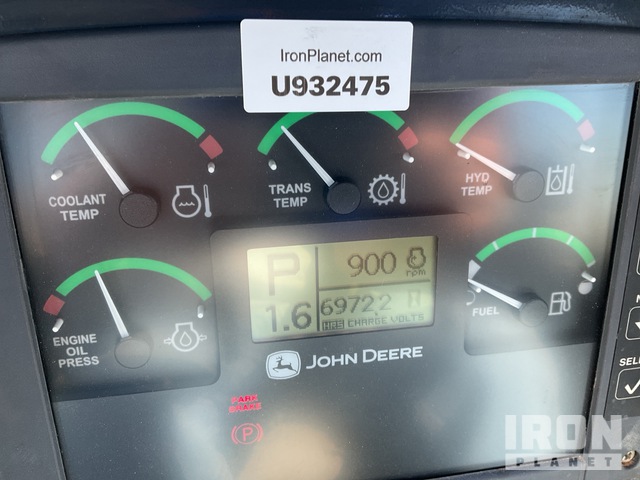 IronPlanet.com
U932475
COOLANT TEMP
TRANS TEMP
HYD TEMP
P 900 rpm
1.6 6972.2
HRS CHARGE VOLTS
ENGINE OIL PRESS
FUEL
JOHN DEERE
PARK BRAKE
P
SEL
IRON
PLANET